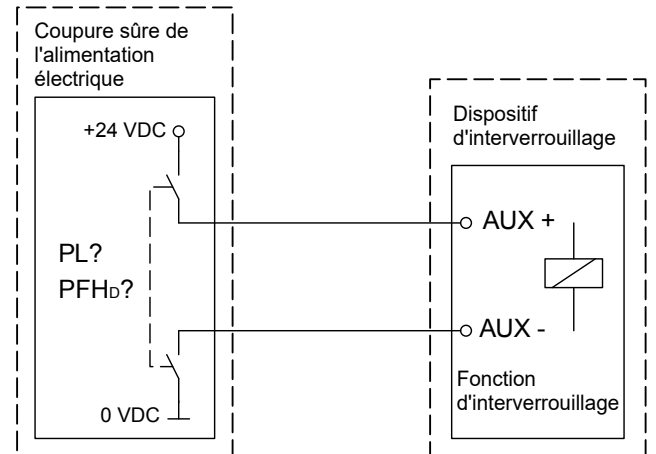 Coupure sûre de
l'alimentation
électrique
+24 VDC
PL?
PFHD?
0 VDC
Dispositif
d'interverrouillage
AUX +
AUX -
Fonction
d'interverrouillage